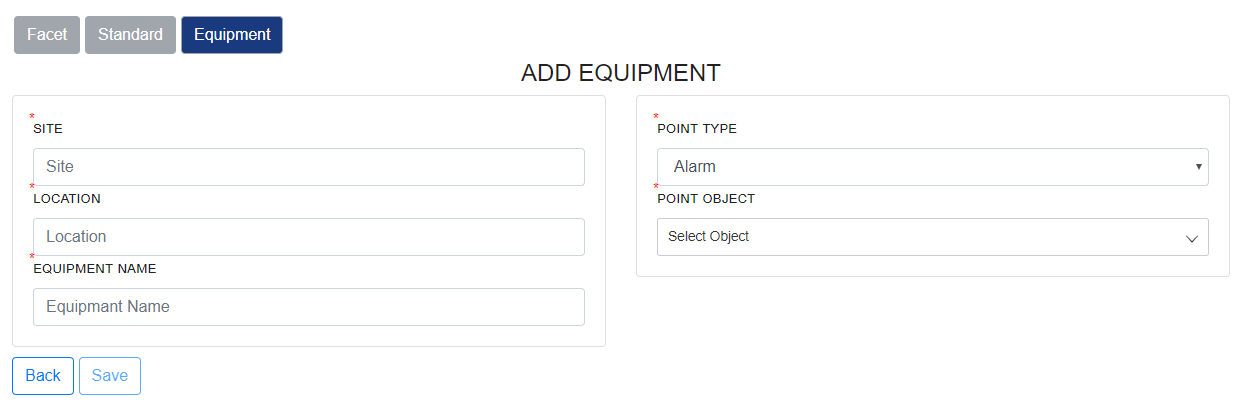 Facet Standard Equipment
ADD EQUIPMENT
* SITE
Site
* LOCATION
Location
* EQUIPMENT NAME
Equipmant Name
* POINT TYPE
Alarm
* POINT OBJECT
Select Object
Back Save